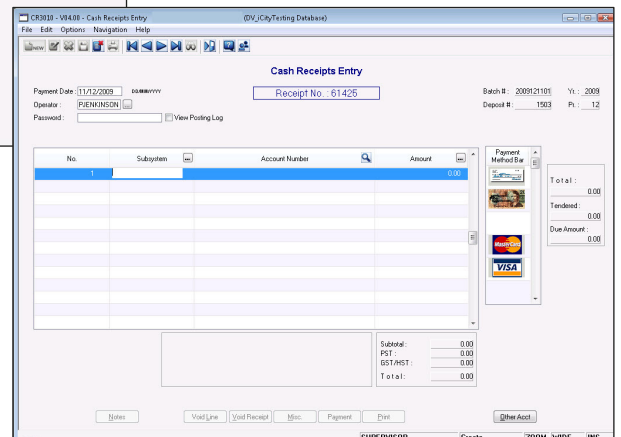 CR3010 - V04.00 - Cash Receipts Entry (DV_iCityTesting Database)
File Edit Options Navigation Help
NEW
Cash Receipts Entry
Payment Date : 11/12/2009 DD/MM/YYYY Receipt No. : 61425 Batch # : 2009121101 Yr. : 2009
Operator : PJENKINSON ... Deposit # : 1503 Pr. : 12
Password : View Posting Log
No. Subsystem ... Account Number Amount ... Payment Method Bar
1 0.00
Total : 0.00
Tendered : 0.00
Due Amount : 0.00
MasterCard
VISA
Subtotal : 0.00
PST : 0.00
GST/HST : 0.00
Total : 0.00
Notes Void Line Void Receipt Misc. Payment Print Other Acct
SUPERVISOR Create ZOOM WIDE INS